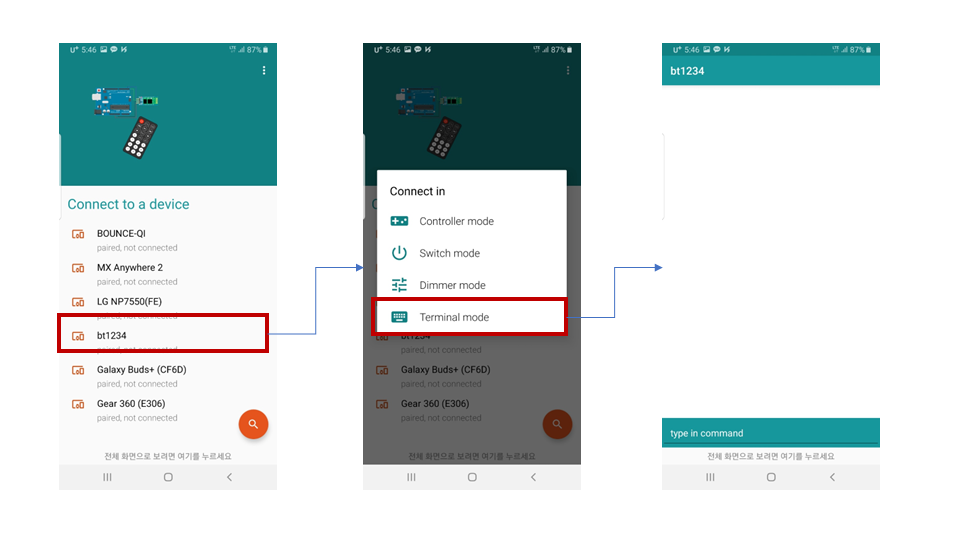 U+ 5:46
LTE 87%
Connect to a device
BOUNCE-QI
paired, not connected
MX Anywhere 2
paired, not connected
LG NP7550(FE)
paired, not connected
bt1234
paired, not connected
Galaxy Buds+ (CF6D)
paired, not connected
Gear 360 (E306)
paired, not connected
전체 화면으로 보려면 여기를 누르세요
U+ 5:46
LTE 87%
Connect in
Controller mode
Switch mode
Dimmer mode
Terminal mode
bt1234
paired, not connected
Galaxy Buds+ (CF6D)
paired, not connected
Gear 360 (E306)
paired, not connected
전체 화면으로 보려면 여기를 누르세요
U+ 5:46
LTE 87%
bt1234
type in command
전체 화면으로 보려면 여기를 누르세요